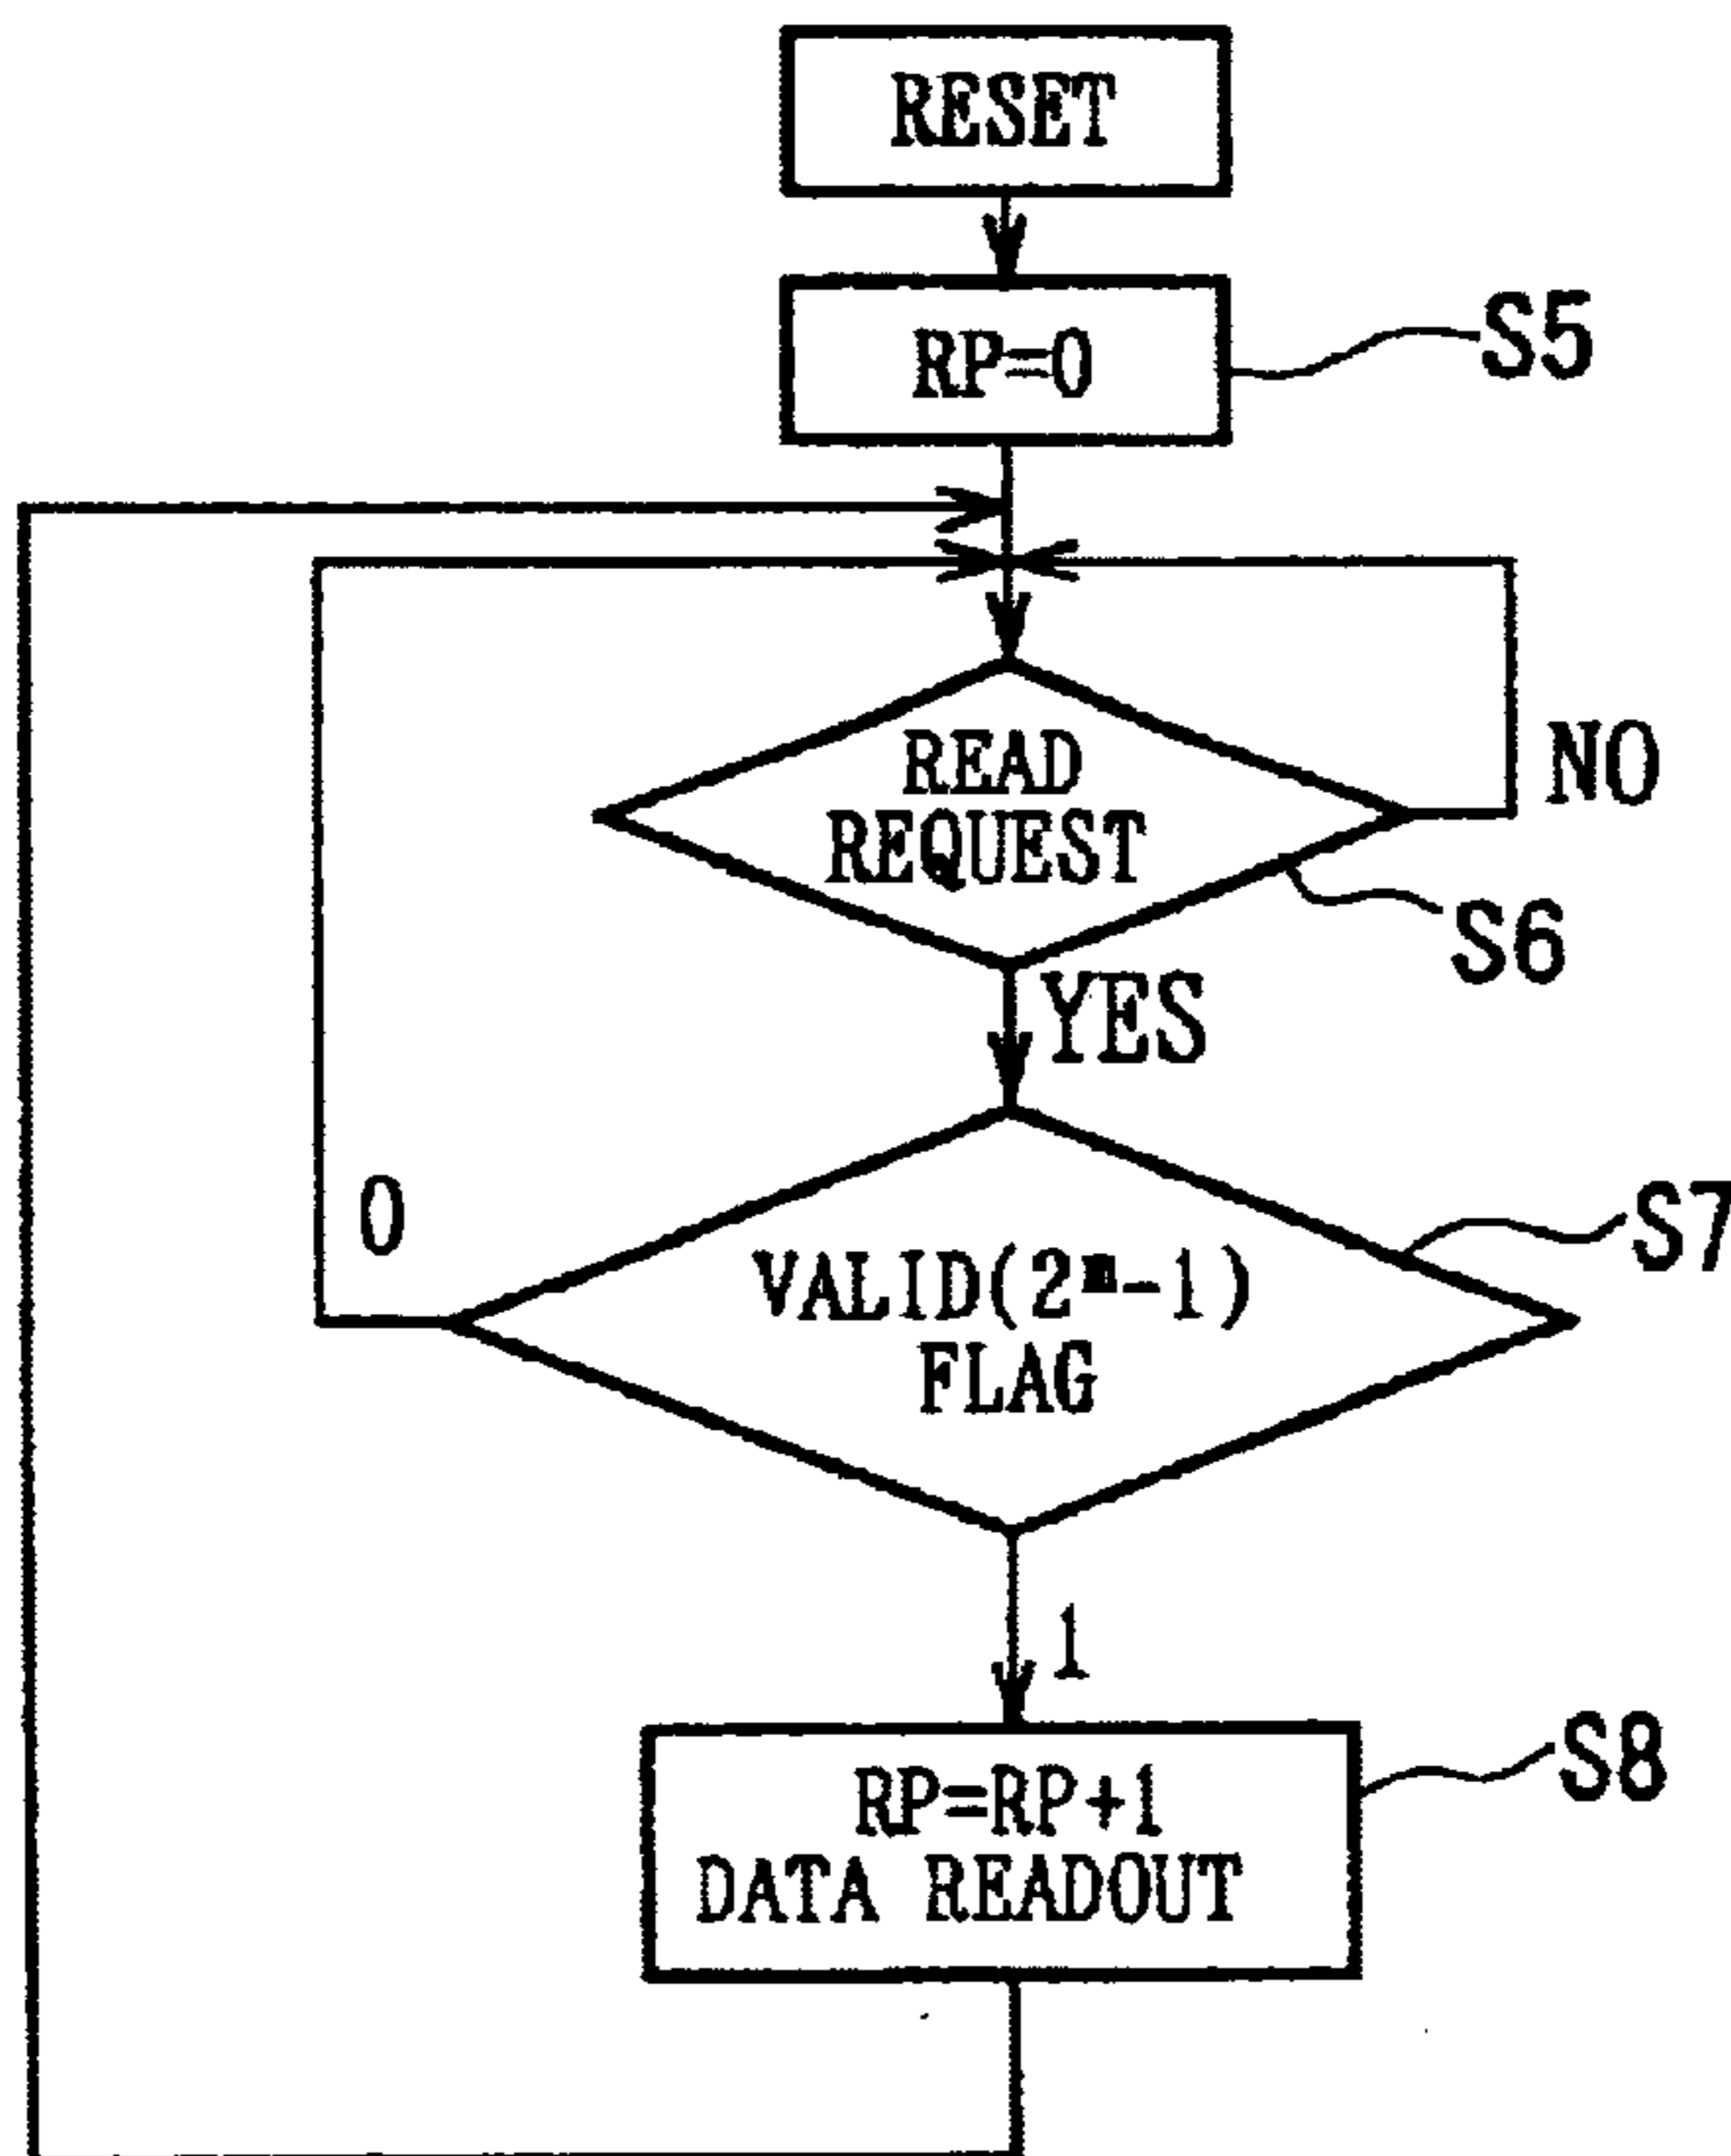 RESET
RP=0
S5
READ
REQUEST
NO
S6
YES
0
S7
VALID(2ᵐ-1)
FLAG
1
S8
RP=RP+1
DATA READOUT